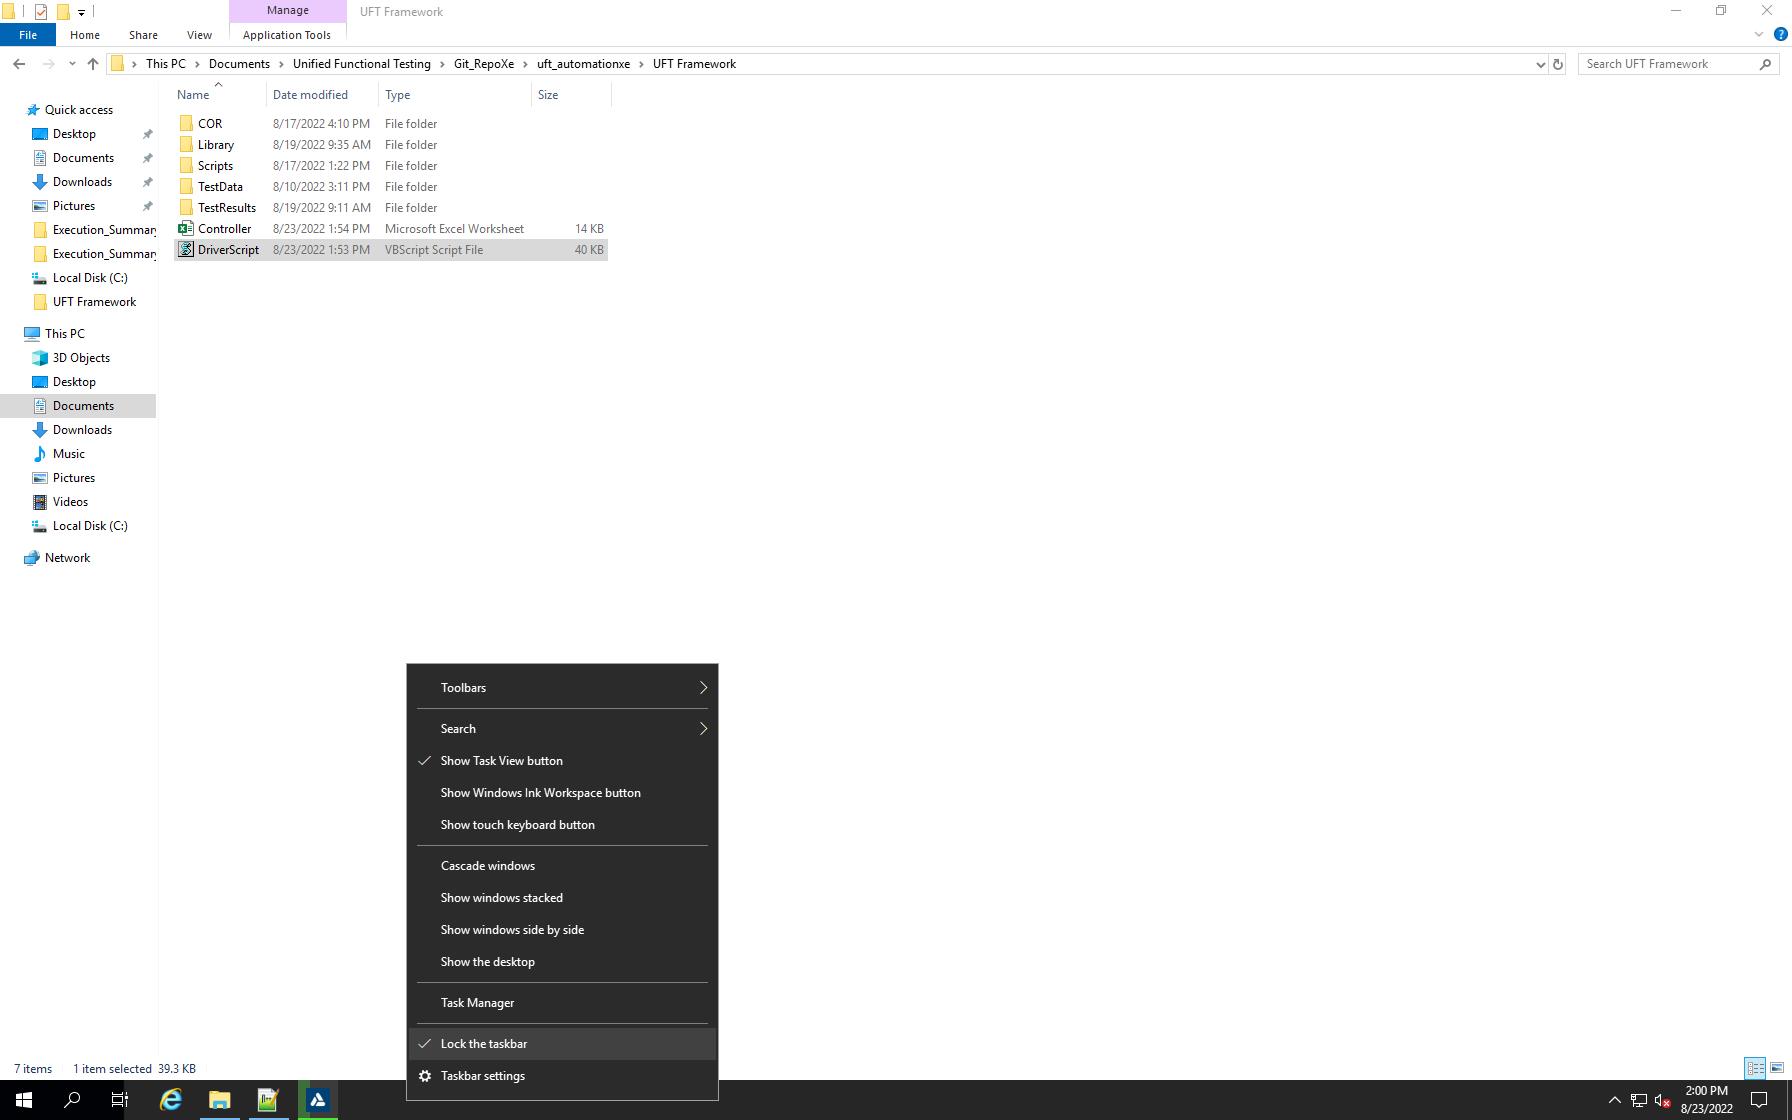 Manage
UFT Framework
File
Home
Share
View
Application Tools
This PC
Documents
Unified Functional Testing
Git_RepoXe
uft_automationxe
UFT Framework
Search UFT Framework
Name
Date modified
Type
Size
COR 8/17/2022 4:10 PM File folder
Library 8/19/2022 9:35 AM File folder
Scripts 8/17/2022 1:22 PM File folder
TestData 8/10/2022 3:11 PM File folder
TestResults 8/19/2022 9:11 AM File folder
Controller 8/23/2022 1:54 PM Microsoft Excel Worksheet 14 KB
DriverScript 8/23/2022 1:53 PM VBScript Script File 40 KB
Quick access
Desktop
Documents
Downloads
Pictures
Execution_Summary
Execution_Summary
Local Disk (C:)
UFT Framework
This PC
3D Objects
Desktop
Documents
Downloads
Music
Pictures
Videos
Local Disk (C:)
Network
Toolbars
Search
Show Task View button
Show Windows Ink Workspace button
Show touch keyboard button
Cascade windows
Show windows stacked
Show windows side by side
Show the desktop
Task Manager
Lock the taskbar
Taskbar settings
7 items
1 item selected 39.3 KB
2:00 PM
8/23/2022